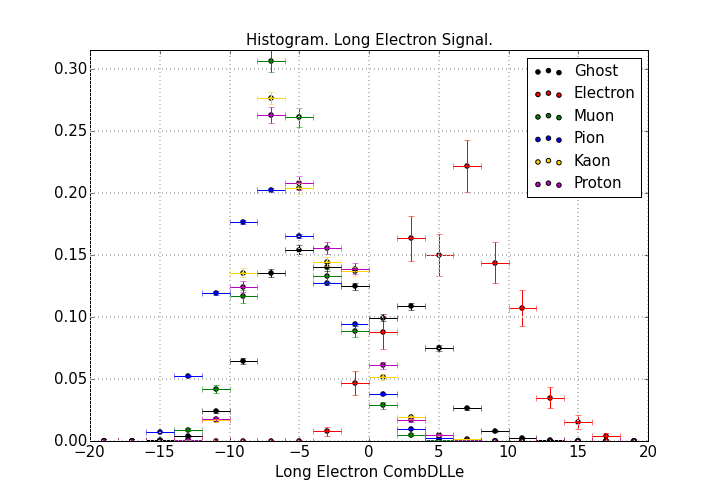 Histogram. Long Electron Signal.
0.30
0.25
0.20
0.15
0.10
0.05
0.00
Ghost
Electron
Muon
Pion
Kaon
Proton
−20 −15 −10 −5 0 5 10 15 20
Long Electron CombDLLe